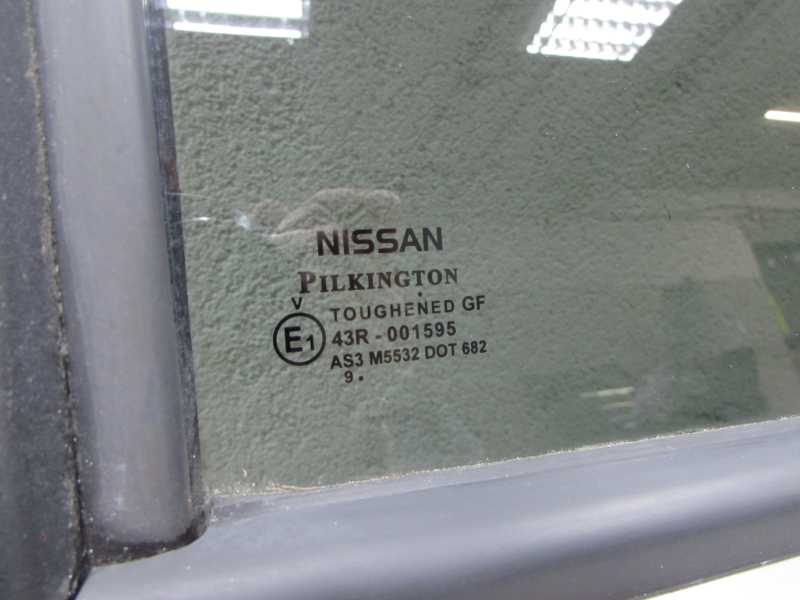 NISSAN
PILKINGTON
V
TOUGHENED GF
E1
43R - 001595
AS3 M5532 DOT 682
9.